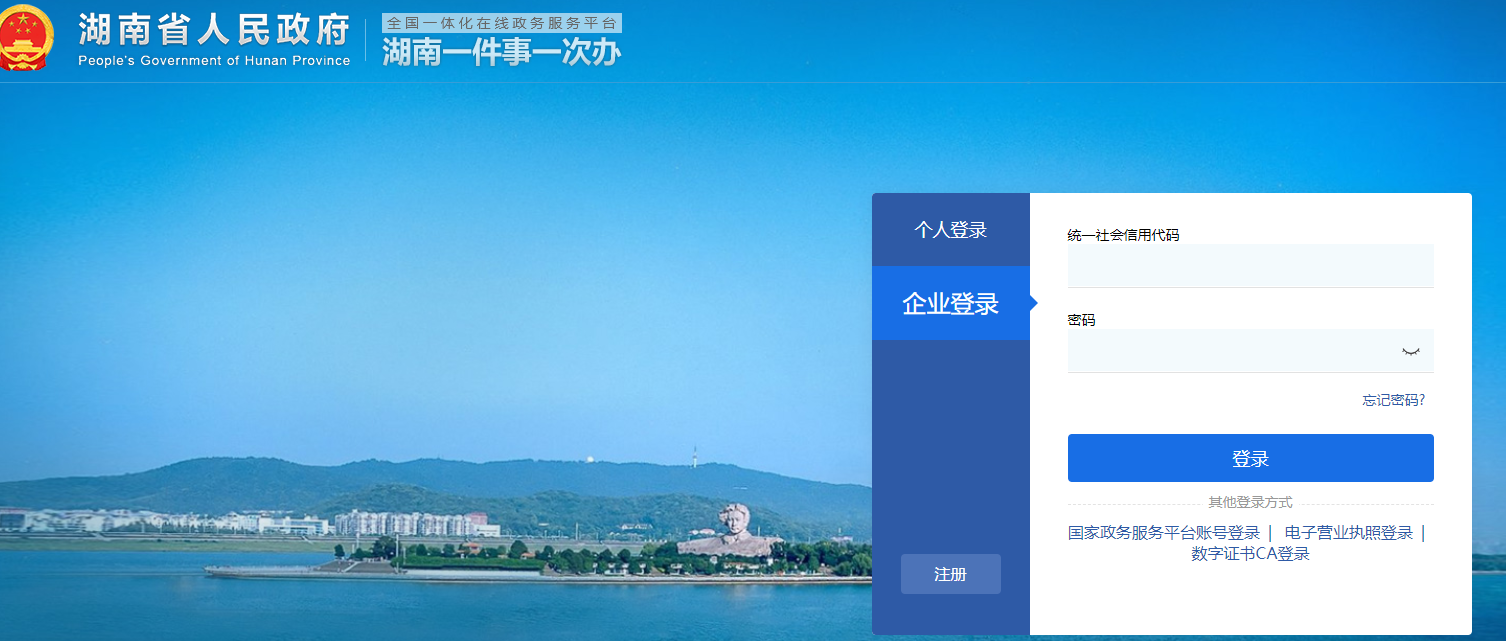 湖南省人民政府
People's Government of Hunan Province
全国一体化在线政务服务平台
湖南一件事一次办
个人登录
企业登录
注册
统一社会信用代码
密码
忘记密码?
登录
其他登录方式
国家政务服务平台账号登录 | 电子营业执照登录 |
数字证书CA登录